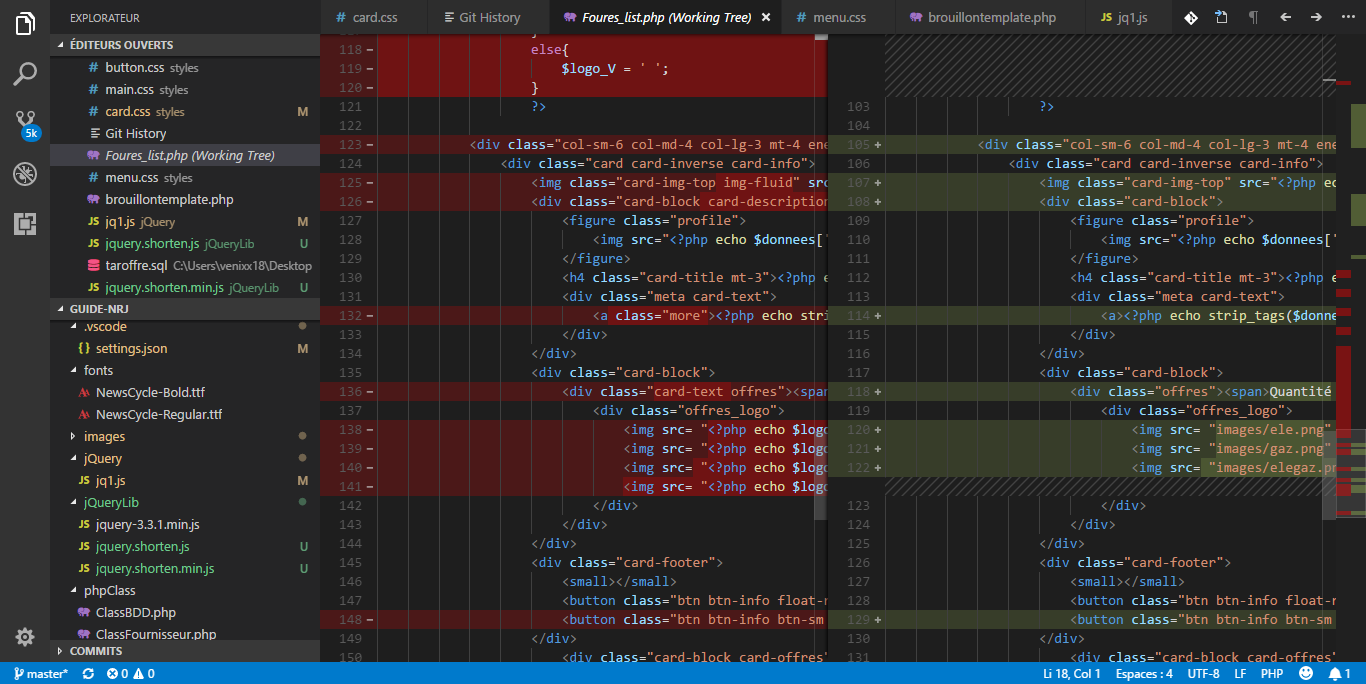 EXPLORATEUR
card.css
Git History
Foures_list.php (Working Tree)
menu.css
brouillontemplate.php
JS jq1.js
ÉDITEURS OUVERTS
# button.css styles
# main.css styles
# card.css styles M
Git History
Foures_list.php (Working Tree)
# menu.css styles
brouillontemplate.php
JS jq1.js jQuery M
JS jquery.shorten.js jQueryLib U
taroffre.sql C:\Users\venixx18\Desktop
JS jquery.shorten.min.js jQueryLib U
GUIDE-NRJ
.vscode
{ } settings.json M
fonts
NewsCycle-Bold.ttf
NewsCycle-Regular.ttf
images
jQuery
JS jq1.js M
jQueryLib
JS jquery-3.3.1.min.js
JS jquery.shorten.js U
JS jquery.shorten.min.js U
phpClass
ClassBDD.php
ClassFournisseur.php
COMMITS
5k
118 - else{
119 - $logo_V = ' ';
120 - }
121 ?>
122
123 - <div class="col-sm-6 col-md-4 col-lg-3 mt-4 ene
124 <div class="card card-inverse card-info">
125 - <img class="card-img-top img-fluid" src
126 - <div class="card-block card-description
127 <figure class="profile">
128 <img src="<?php echo $donnees['
129 </figure>
130 <h4 class="card-title mt-3"><?php e
131 <div class="meta card-text">
132 - <a class="more"><?php echo stri
133 </div>
134 </div>
135 <div class="card-block">
136 - <div class="card-text offres"><span
137 <div class="offres_logo">
138 - <img src= "<?php echo $logo
139 - <img src= "<?php echo $logo
140 - <img src= "<?php echo $logo
141 - <img src= "<?php echo $logo
142 </div>
143 </div>
144 </div>
145 <div class="card-footer">
146 <small></small>
147 <button class="btn btn-info float-r
148 - <button class="btn btn-info btn-sm
149 </div>
150 <div class="card-block card-offres"
103 ?>
104
105 + <div class="col-sm-6 col-md-4 col-lg-3 mt-4 ene
106 <div class="card card-inverse card-info">
107 + <img class="card-img-top" src="<?php ec
108 + <div class="card-block">
109 <figure class="profile">
110 <img src="<?php echo $donnees['
111 </figure>
112 <h4 class="card-title mt-3"><?php e
113 <div class="meta card-text">
114 + <a><?php echo strip_tags($donne
115 </div>
116 </div>
117 <div class="card-block">
118 + <div class="offres"><span>Quantité
119 <div class="offres_logo">
120 + <img src= "images/ele.png"
121 + <img src= "images/gaz.png"
122 + <img src= "images/elegaz.pn
123 </div>
124 </div>
125 </div>
126 <div class="card-footer">
127 <small></small>
128 <button class="btn btn-info float-r
129 + <button class="btn btn-info btn-sm
130 </div>
131 <div class="card-block card-offres"
master*
0
0
Li 18, Col 1
Espaces : 4
UTF-8
LF
PHP
1